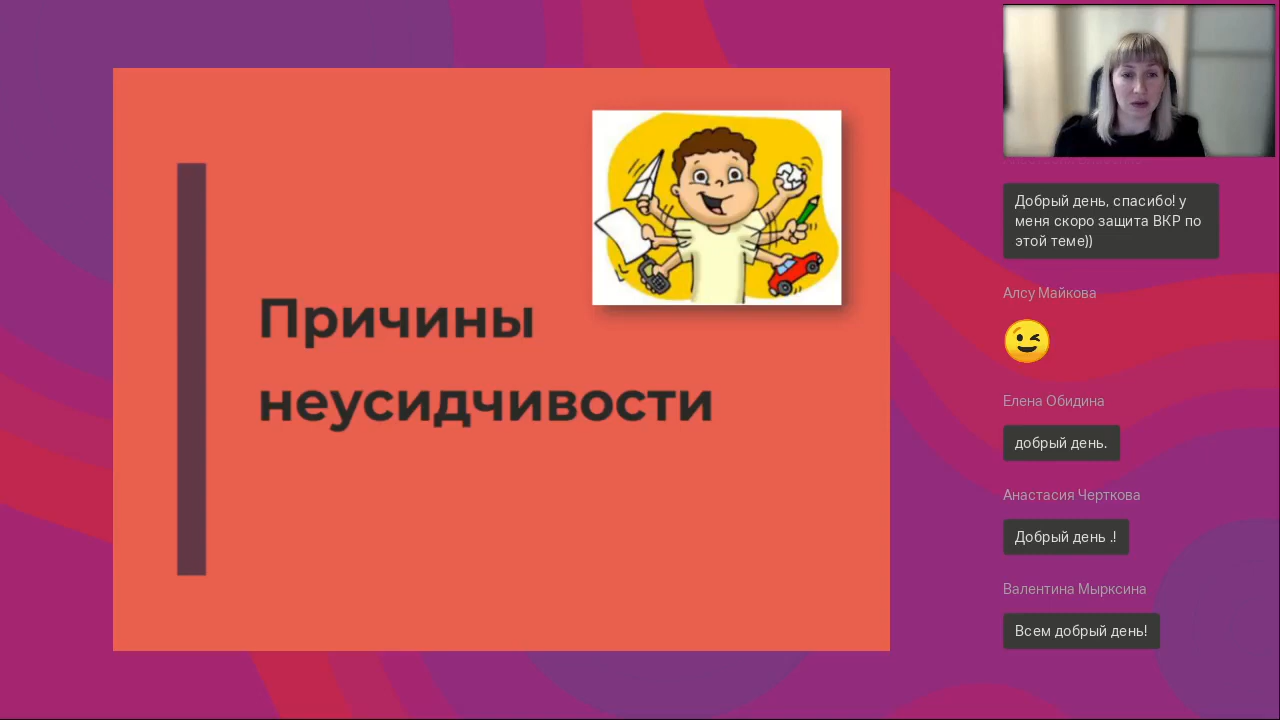 Причины
неусидчивости
Добрый день, спасибо! у
меня скоро защита ВКР по
этой теме))
Алсу Майкова
Елена Обидина
добрый день.
Анастасия Черткова
Добрый день .!
Валентина Мырксина
Всем добрый день!